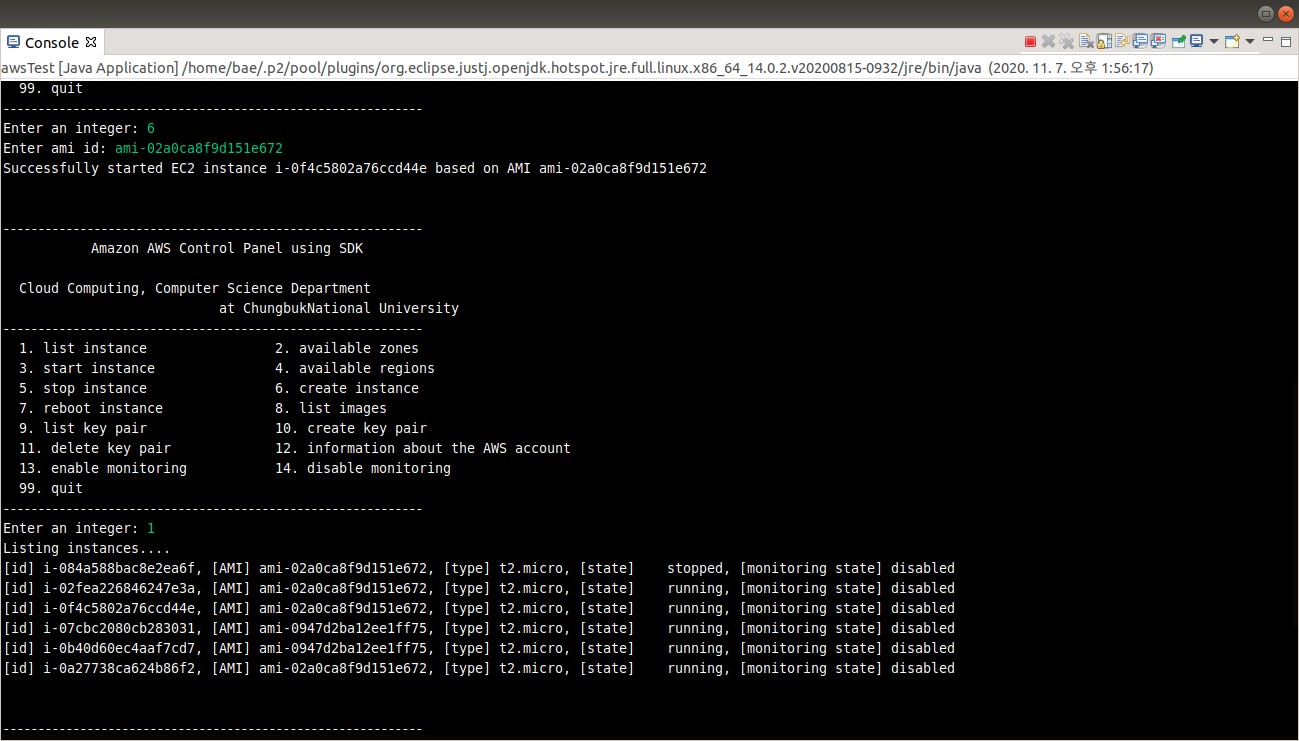 Console
awsTest [Java Application] /home/bae/.p2/pool/plugins/org.eclipse.justj.openjdk.hotspot.jre.full.linux.x86_64_14.0.2.v20200815-0932/jre/bin/java (2020. 11. 7. 오후 1:56:17)
99. quit
------------------------------------------------------------
Enter an integer: 6
Enter ami id: ami-02a0ca8f9d151e672
Successfully started EC2 instance i-0f4c5802a76ccd44e based on AMI ami-02a0ca8f9d151e672
------------------------------------------------------------
Amazon AWS Control Panel using SDK
Cloud Computing, Computer Science Department
at ChungbukNational University
------------------------------------------------------------
1. list instance 2. available zones
3. start instance 4. available regions
5. stop instance 6. create instance
7. reboot instance 8. list images
9. list key pair 10. create key pair
11. delete key pair 12. information about the AWS account
13. enable monitoring 14. disable monitoring
99. quit
------------------------------------------------------------
Enter an integer: 1
Listing instances....
[id] i-084a588bac8e2ea6f, [AMI] ami-02a0ca8f9d151e672, [type] t2.micro, [state] stopped, [monitoring state] disabled
[id] i-02fea226846247e3a, [AMI] ami-02a0ca8f9d151e672, [type] t2.micro, [state] running, [monitoring state] disabled
[id] i-0f4c5802a76ccd44e, [AMI] ami-02a0ca8f9d151e672, [type] t2.micro, [state] running, [monitoring state] disabled
[id] i-07cbc2080cb283031, [AMI] ami-0947d2ba12ee1ff75, [type] t2.micro, [state] running, [monitoring state] disabled
[id] i-0b40d60ec4aaf7cd7, [AMI] ami-0947d2ba12ee1ff75, [type] t2.micro, [state] running, [monitoring state] disabled
[id] i-0a27738ca624b86f2, [AMI] ami-02a0ca8f9d151e672, [type] t2.micro, [state] running, [monitoring state] disabled
------------------------------------------------------------